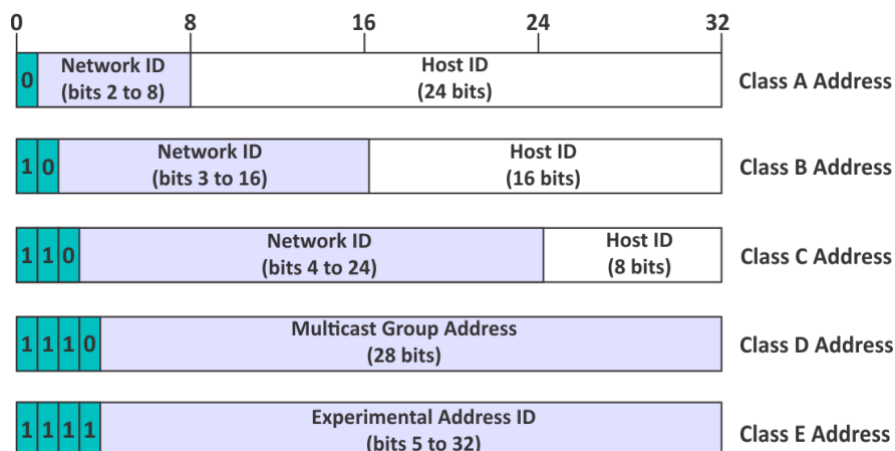 0 8 16 24 32
0 Network ID Host ID
(bits 2 to 8) (24 bits) Class A Address
1 0 Network ID Host ID
(bits 3 to 16) (16 bits) Class B Address
1 1 0 Network ID Host ID
(bits 4 to 24) (8 bits) Class C Address
1 1 1 0 Multicast Group Address
(28 bits) Class D Address
1 1 1 1 Experimental Address ID
(bits 5 to 32) Class E Address